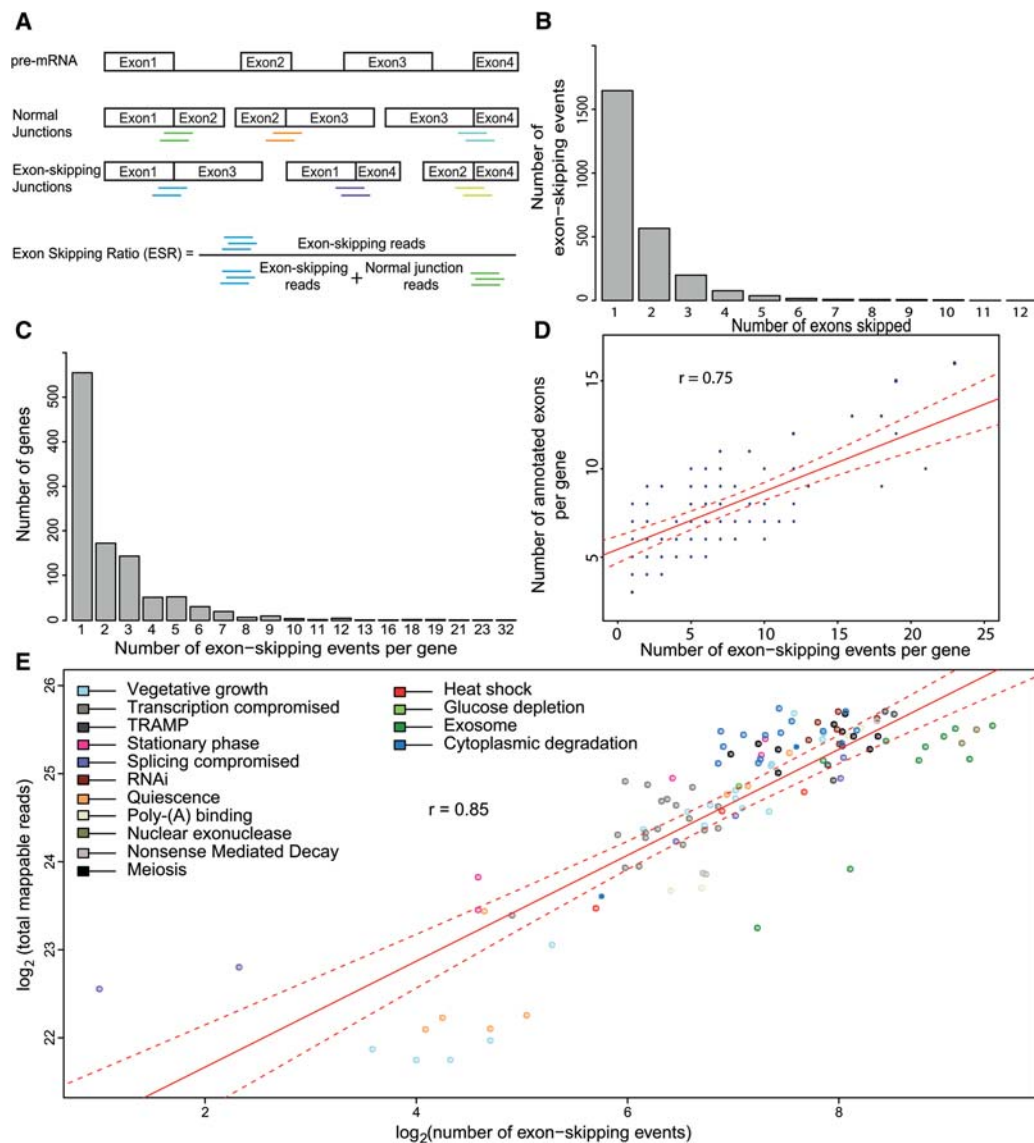 A
pre-mRNA
Exon1 Exon2 Exon3 Exon4
Normal
Junctions
Exon1 Exon2 Exon2 Exon3 Exon3 Exon4
Exon-skipping
Junctions
Exon1 Exon3 Exon1 Exon4 Exon2 Exon4
Exon Skipping Ratio (ESR) =
Exon-skipping reads
Exon-skipping reads + Normal junction reads
B
Number of
exon-skipping events
0 500 1000 1500
1 2 3 4 5 6 7 8 9 10 11 12
Number of exons skipped
C
Number of genes
0 100 200 300 400 500
1 2 3 4 5 6 7 8 9 10 11 12 13 16 18 19 21 23 32
Number of exon-skipping events per gene
D
r = 0.75
Number of annotated exons
per gene
5 10 15
0 5 10 15 20 25
Number of exon-skipping events per gene
E
Vegetative growth
Transcription compromised
TRAMP
Stationary phase
Splicing compromised
RNAi
Quiescence
Poly-(A) binding
Nuclear exonuclease
Nonsense Mediated Decay
Meiosis
Heat shock
Glucose depletion
Exosome
Cytoplasmic degradation
r = 0.85
log2 (total mappable reads)
22 23 24 25 26
2 4 6 8
log2(number of exon-skipping events)